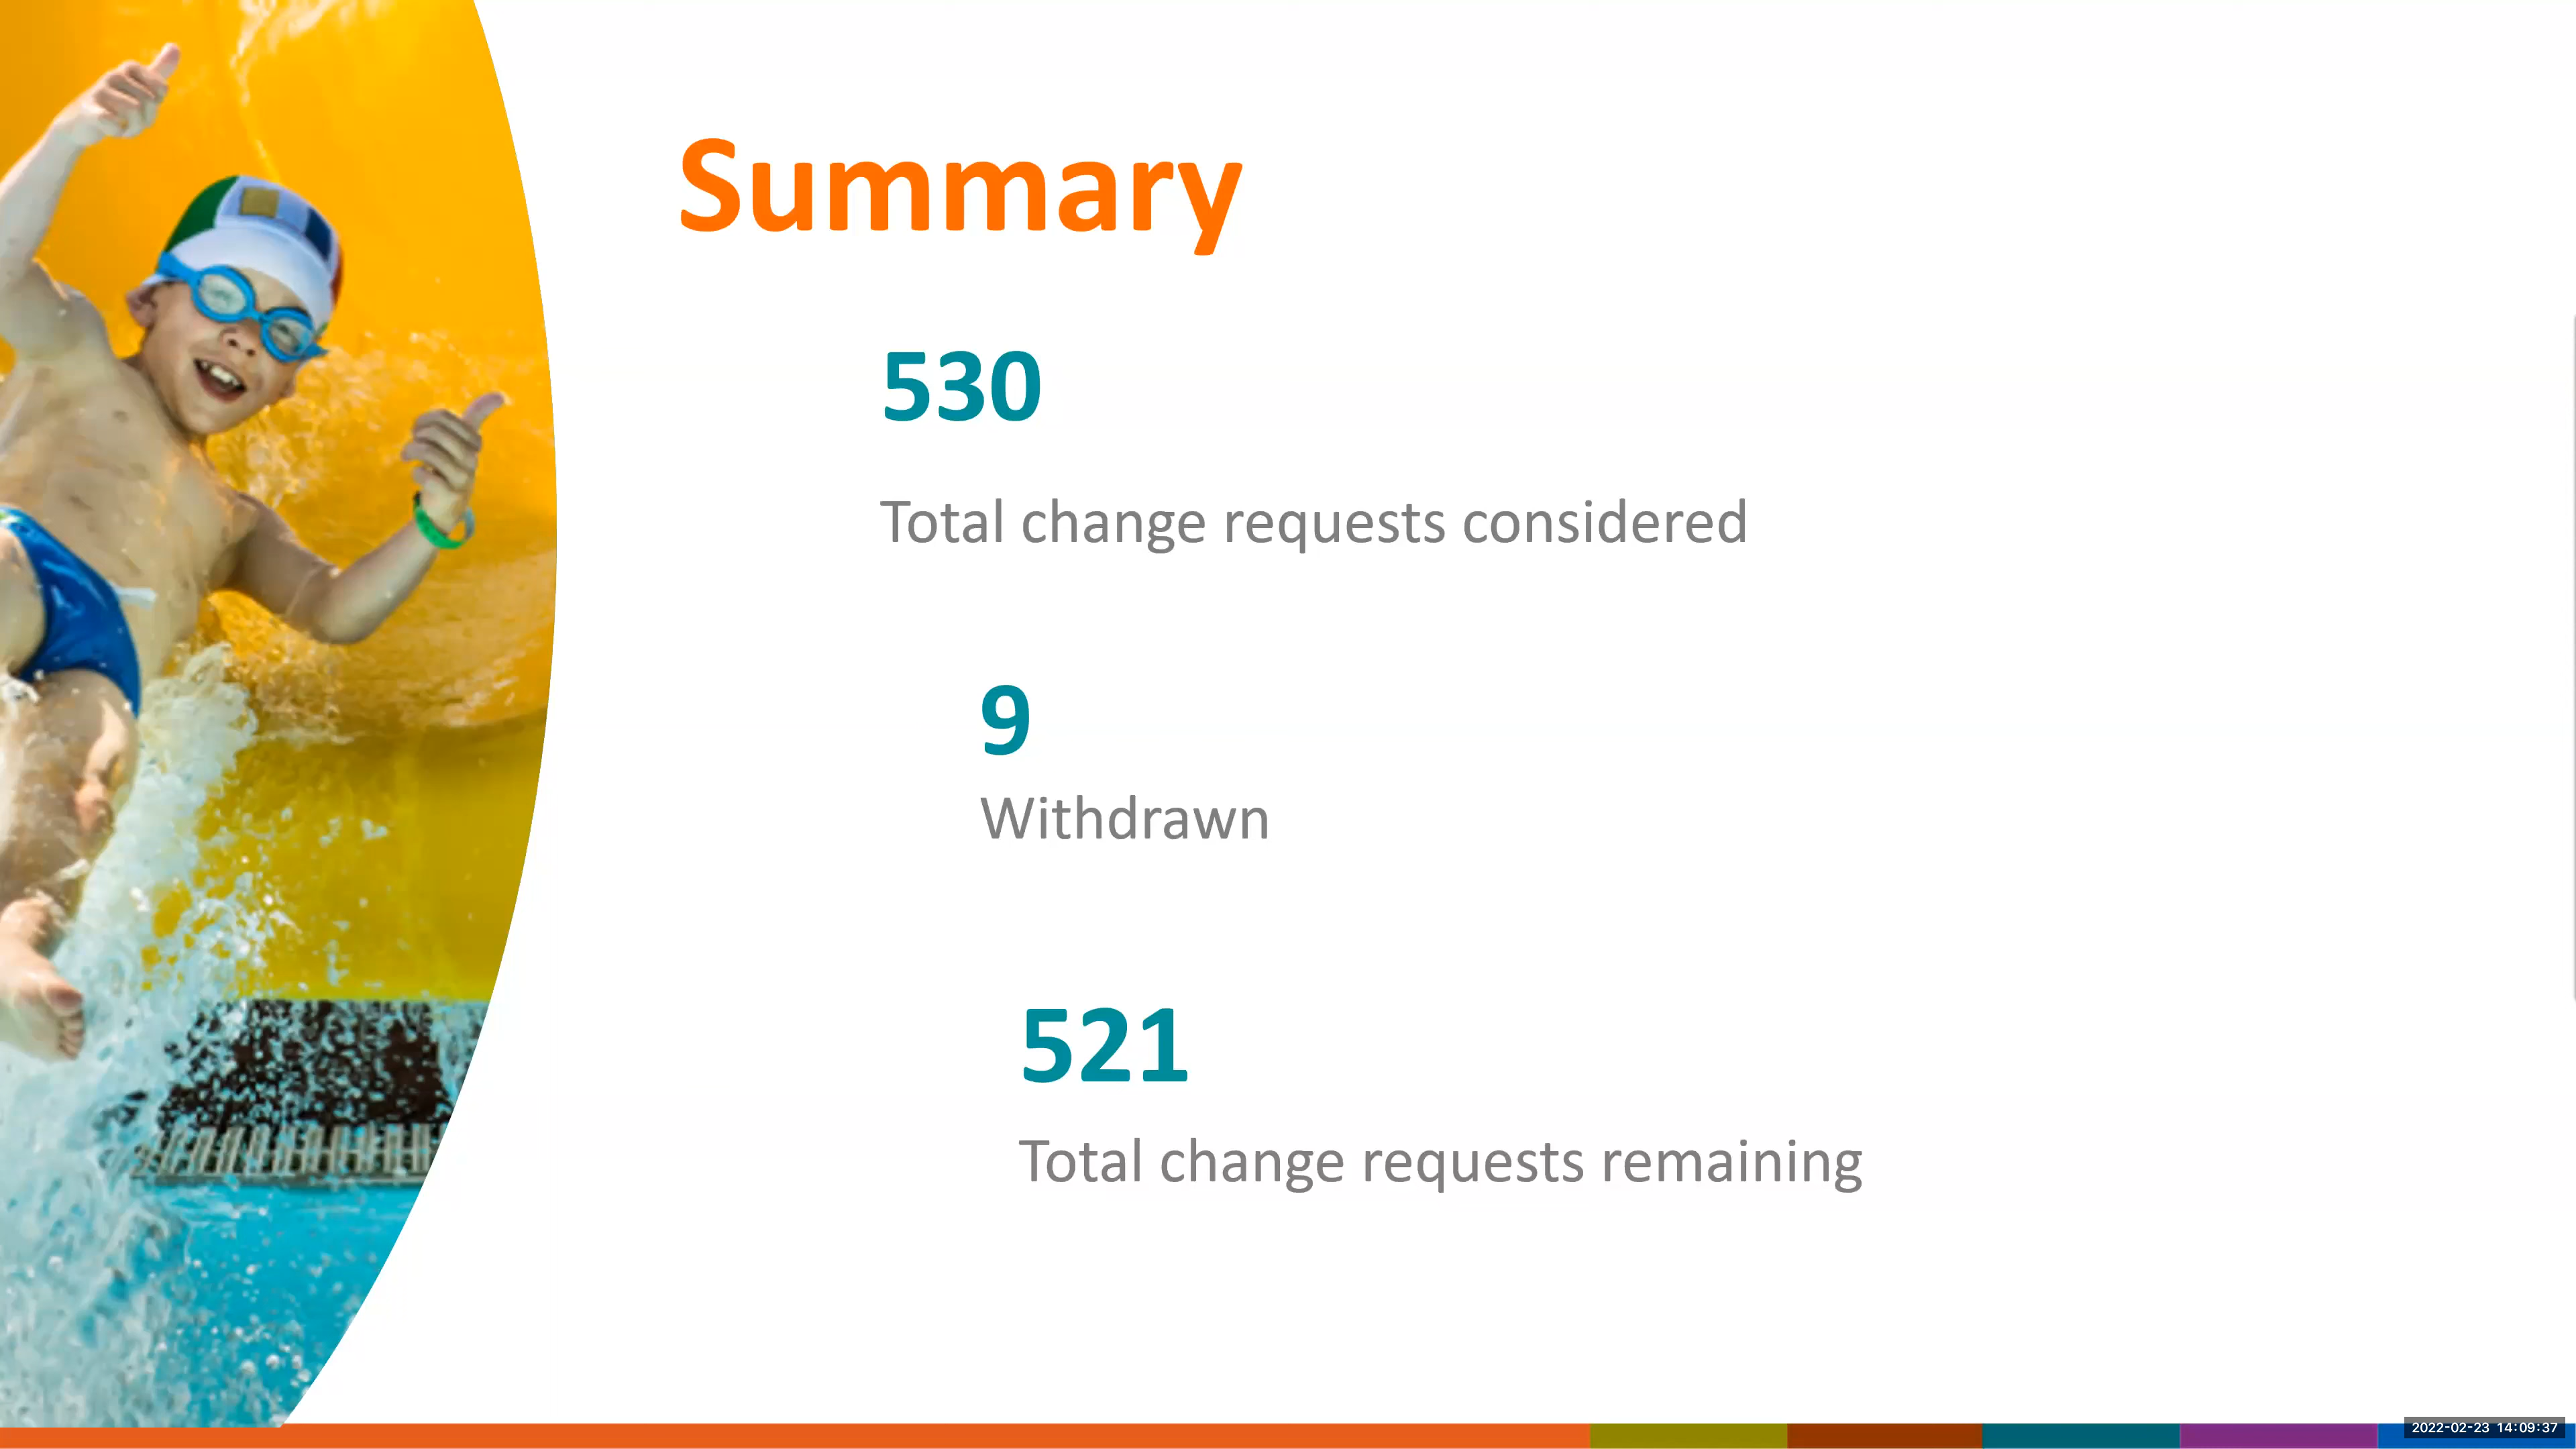 Summary
530
Total change requests considered
9
Withdrawn
521
Total change requests remaining
2022-02-23 14:09:37